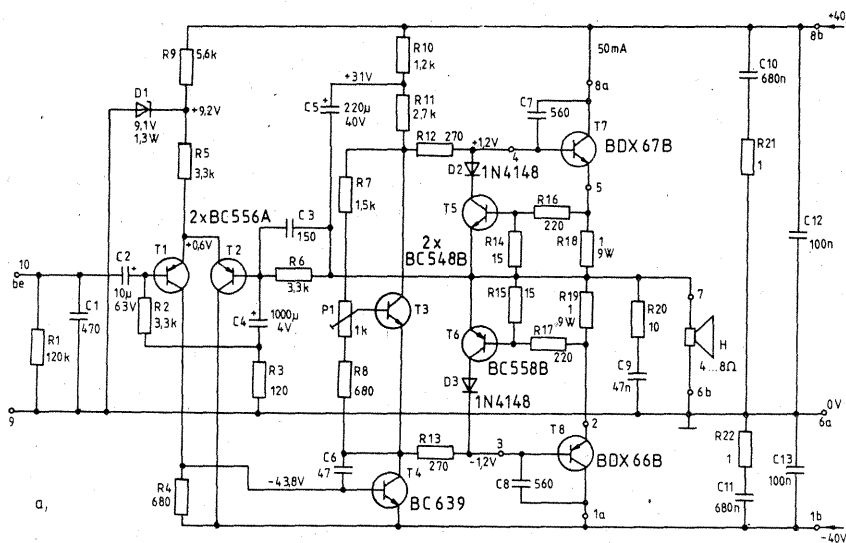 +40
8b
R9
5,6k
R10
1,2k
50mA
C10
680n
+31V
8a
D1
+9,2V
9,1V
1,3W
C5
220µ
40V
R11
2,7k
C7
560
T7
BDX 67B
R12 270
+1,2V
4
R21
1
R5
3,3k
D2
1N4148
R7
1,5k
5
2xBC556A
C3
150
T5
R16
220
T1
+0,6V
T2
2x
BC548B
R14
15
R18
1
9W
C12
100n
10
be
C2
10µ
63V
R6
3,3k
7
C1
470
R2
3,3k
C4
1000µ
4V
P1
1k
T3
R15
15
R19
1
9W
R20
10
T6
R17
220
H
4...8Ω
R1
120k
R3
120
R8
680
BC558B
C9
47n
D3
1N4148
6b
9
0V
6a
2
T8
BDX66B
R13
270
3
-1,2V
R22
1
C6
47
T4
BC639
-43,8V
C8
560
C13
100n
R4
680
C11
680n
a,
1a
1b
-40V